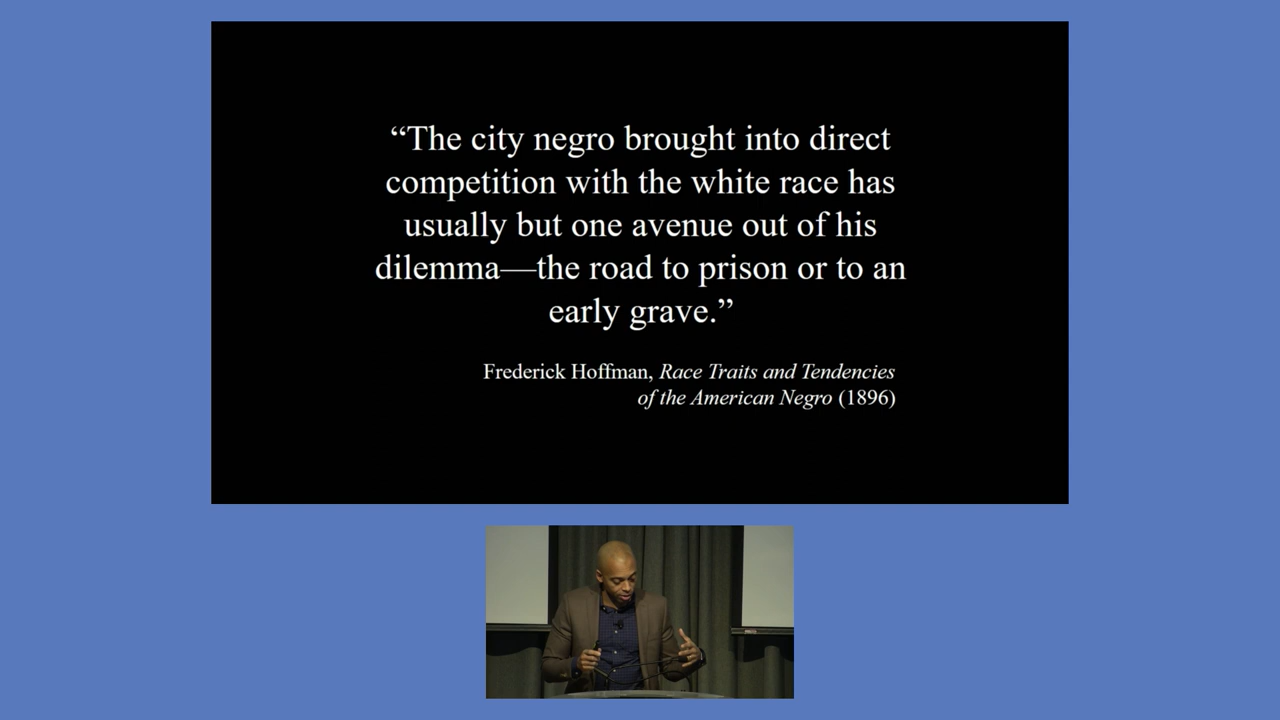 “The city negro brought into direct
competition with the white race has
usually but one avenue out of his
dilemma—the road to prison or to an
early grave.”
Frederick Hoffman, Race Traits and Tendencies
of the American Negro (1896)